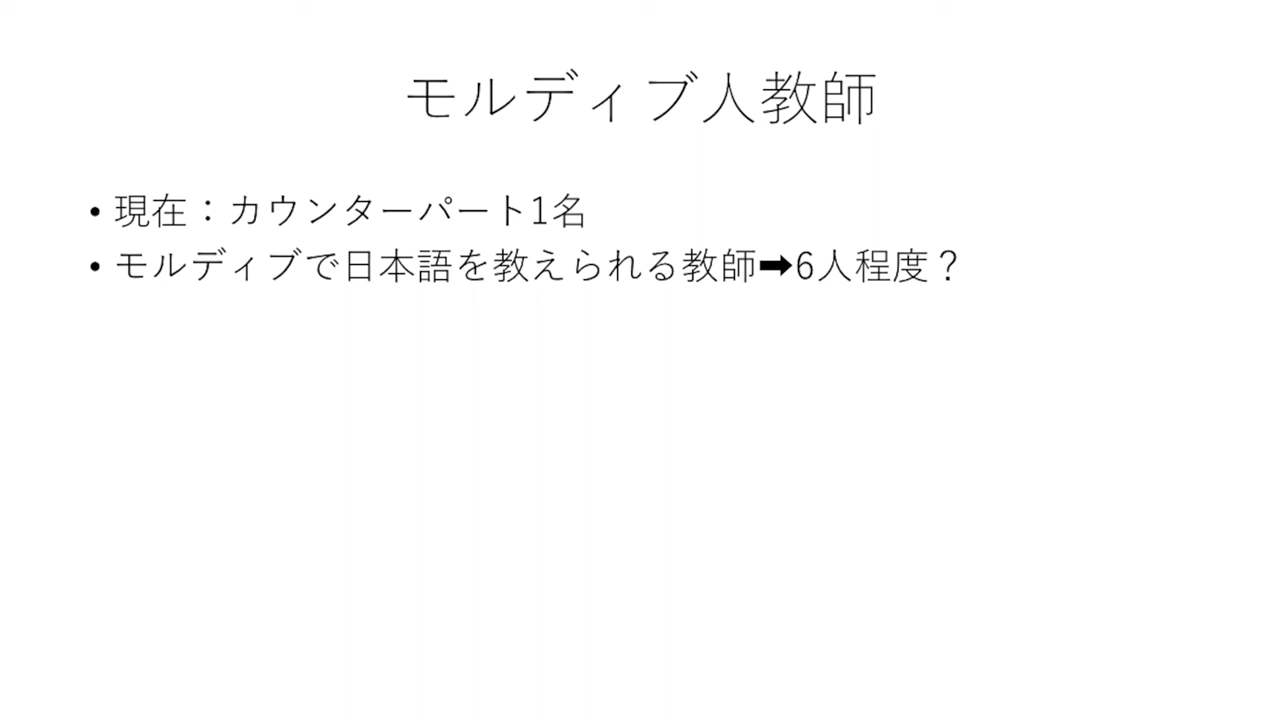 モルディブ人教師
• 現在：カウンターパート1名
• モルディブで日本語を教えられる教師➡6人程度？